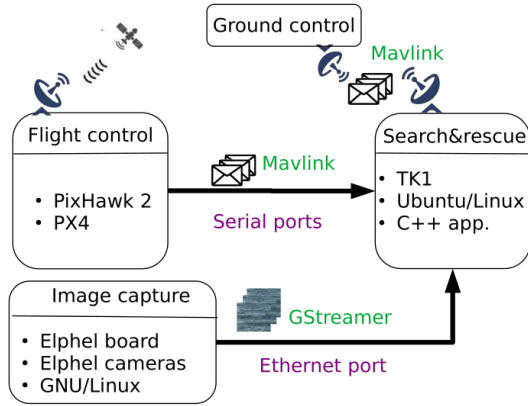 Ground control
Mavlink
Flight control
• PixHawk 2
• PX4
Mavlink
Serial ports
Search&rescue
• TK1
• Ubuntu/Linux
• C++ app.
Image capture
• Elphel board
• Elphel cameras
• GNU/Linux
GStreamer
Ethernet port